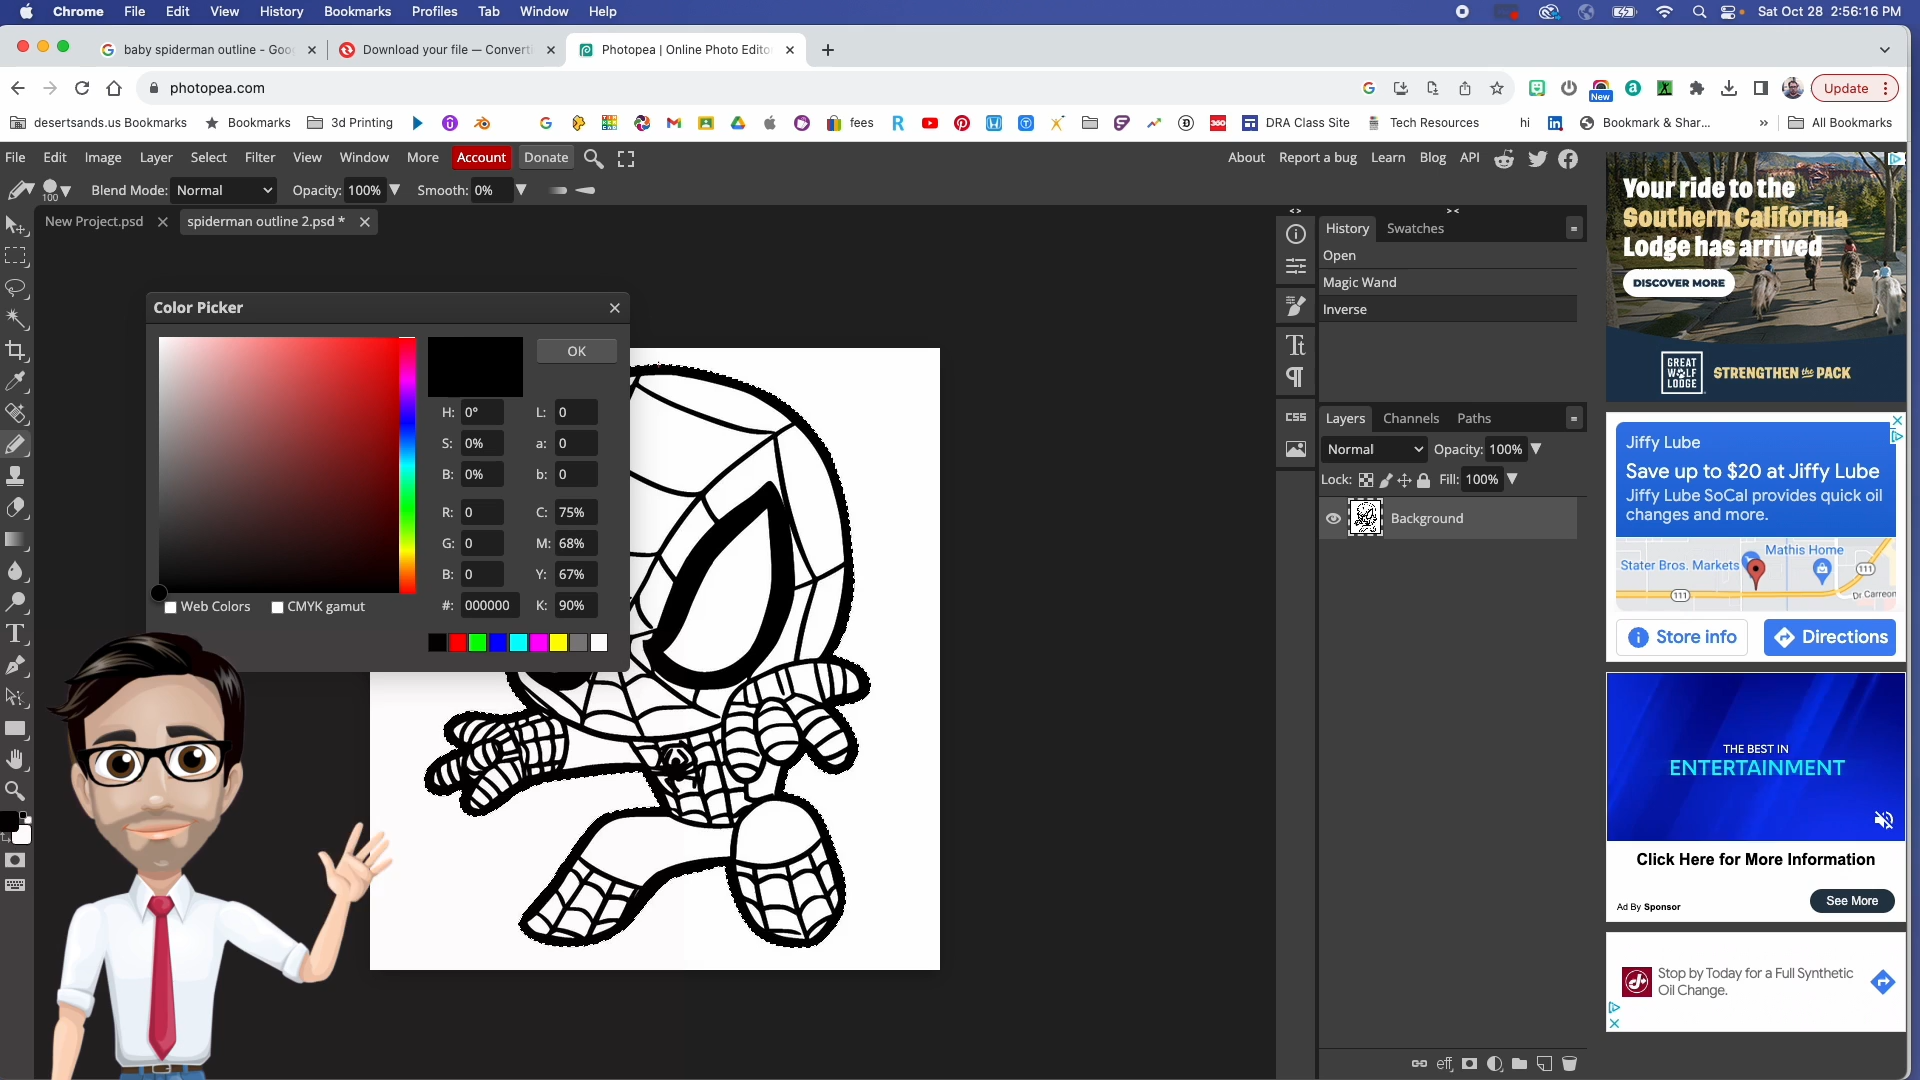 Chrome File Edit View History Bookmarks Profiles Tab Window Help Sat Oct 28 2:56:16 PM
baby spiderman outline - Goo Download your file — Converti Photopea | Online Photo Edito
photopea.com New Update
desertsands.us Bookmarks Bookmarks 3d Printing fees DRA Class Site Tech Resources hi Bookmark & Shar... » All Bookmarks
File Edit Image Layer Select Filter View Window More Account Donate About Report a bug Learn Blog API
100 Blend Mode: Normal Opacity: 100% Smooth: 0%
New Project.psd spiderman outline 2.psd *
History Swatches
Open
Magic Wand
Inverse
Color Picker
OK
H: 0° L: 0
S: 0% a: 0
B: 0% b: 0
R: 0 C: 75%
G: 0 M: 68%
B: 0 Y: 67%
#: 000000 K: 90%
Web Colors CMYK gamut
CSS
Layers Channels Paths
Normal Opacity: 100%
Lock: Fill: 100%
Background
eff
Your ride to the
Southern California
Lodge has arrived
DISCOVER MORE
GREAT WOLF LODGE STRENGTHEN the PACK
Jiffy Lube
Save up to $20 at Jiffy Lube
Jiffy Lube SoCal provides quick oil
changes and more.
Mathis Home
Stater Bros. Markets
111
111
Dr Carreon
Store info Directions
THE BEST IN
ENTERTAINMENT
Click Here for More Information
Ad By Sponsor See More
Stop by Today for a Full Synthetic
Oil Change.